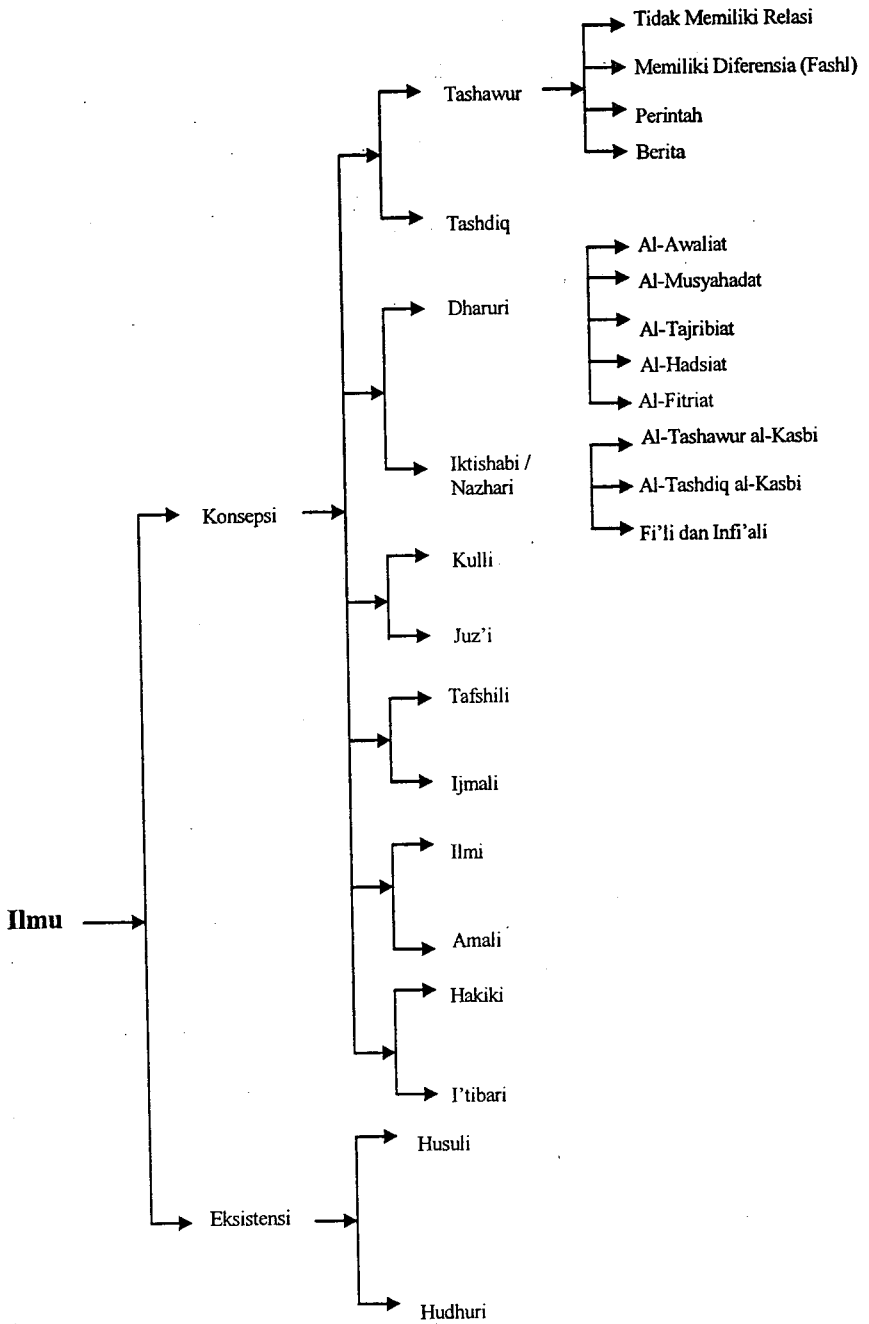 Tidak Memiliki Relasi
Memiliki Diferensia (Fashl)
Tashawur
Perintah
Berita
Tashdiq
Al-Awaliat
Al-Musyahadat
Dharuri
Al-Tajribiat
Al-Hadsiat
Al-Fitriat
Al-Tashawur al-Kasbi
Iktishabi /
Nazhari
Al-Tashdiq al-Kasbi
Fi'li dan Infi'ali
Konsepsi
Kulli
Juz'i
Tafshili
Ijmali
Ilmi
Ilmu
Amali
Hakiki
I'tibari
Husuli
Eksistensi
Hudhuri